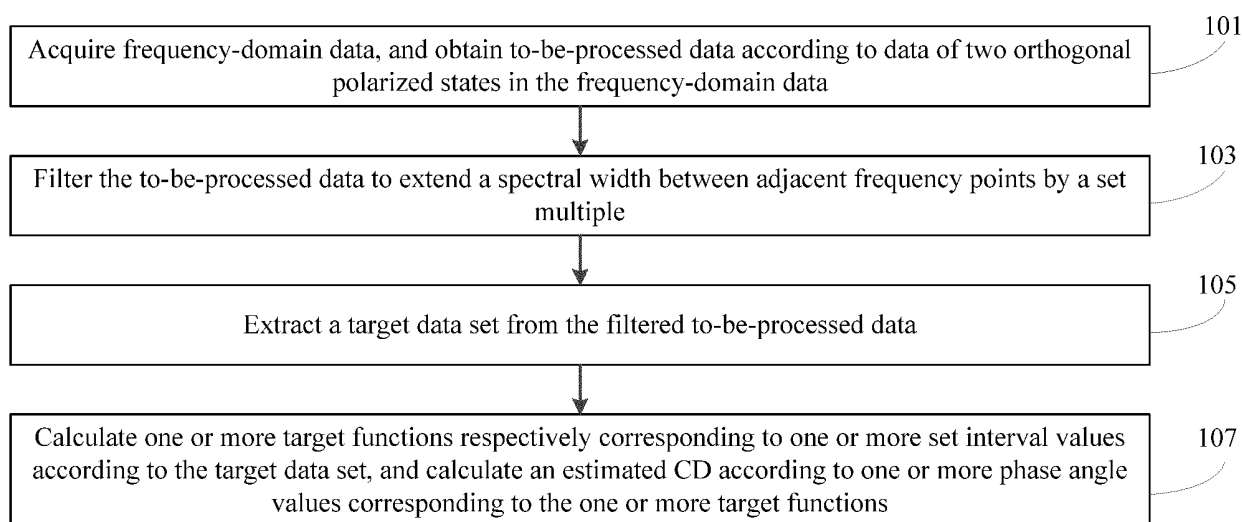 101
Acquire frequency-domain data, and obtain to-be-processed data according to data of two orthogonal
polarized states in the frequency-domain data
103
Filter the to-be-processed data to extend a spectral width between adjacent frequency points by a set
multiple
105
Extract a target data set from the filtered to-be-processed data
107
Calculate one or more target functions respectively corresponding to one or more set interval values
according to the target data set, and calculate an estimated CD according to one or more phase angle
values corresponding to the one or more target functions